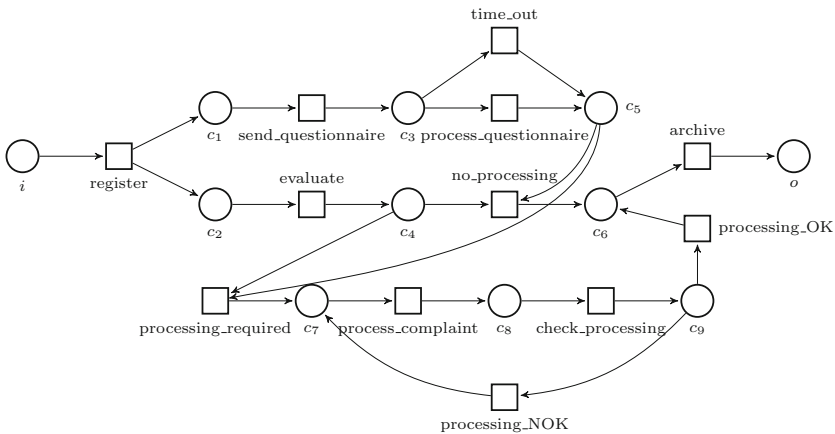 time_out
c5
c1
send_questionnaire
c3
process_questionnaire
archive
i
register
evaluate
no_processing
o
c2
c4
c6
processing_OK
processing_required
c7
process_complaint
c8
check_processing
c9
processing_NOK